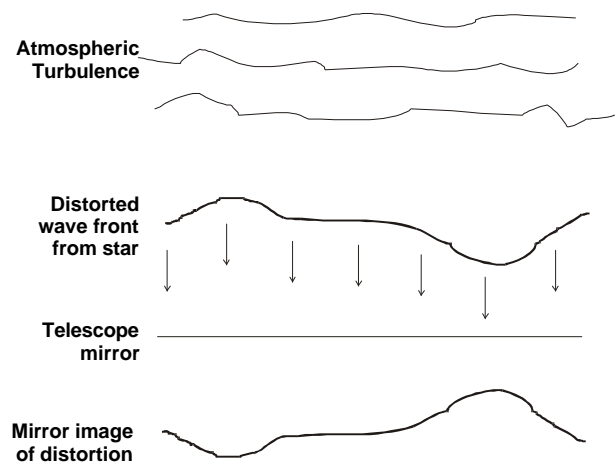 Atmospheric
Turbulence
Distorted
wave front
from star
Telescope
mirror
Mirror image
of distortion